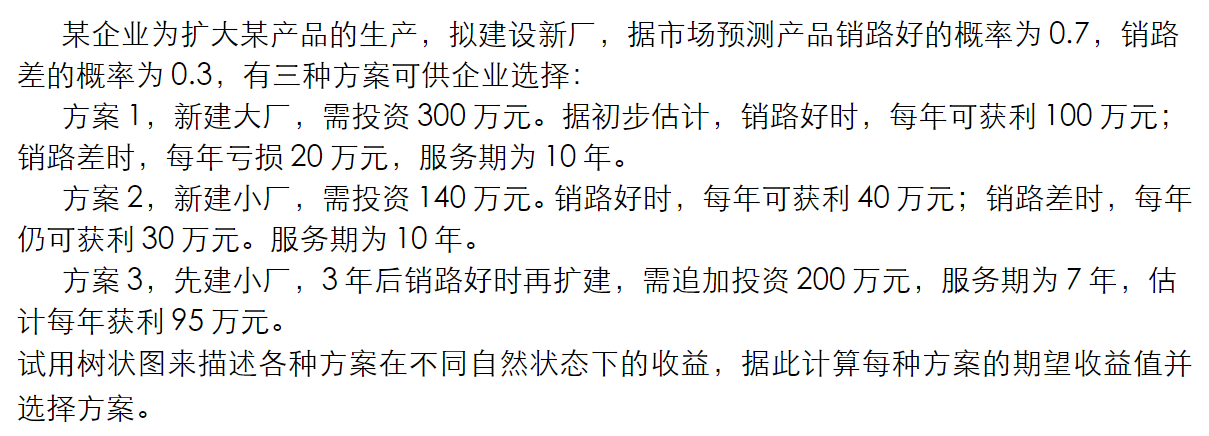 某企业为扩大某产品的生产，拟建设新厂，据市场预测产品销路好的概率为 0.7，销路
差的概率为 0.3，有三种方案可供企业选择：
方案 1，新建大厂，需投资 300 万元。据初步估计，销路好时，每年可获利 100 万元；
销路差时，每年亏损 20 万元，服务期为 10 年。
方案 2，新建小厂，需投资 140 万元。销路好时，每年可获利 40 万元；销路差时，每年
仍可获利 30 万元。服务期为 10 年。
方案 3，先建小厂，3 年后销路好时再扩建，需追加投资 200 万元，服务期为 7 年，估
计每年获利 95 万元。
试用树状图来描述各种方案在不同自然状态下的收益，据此计算每种方案的期望收益值并
选择方案。